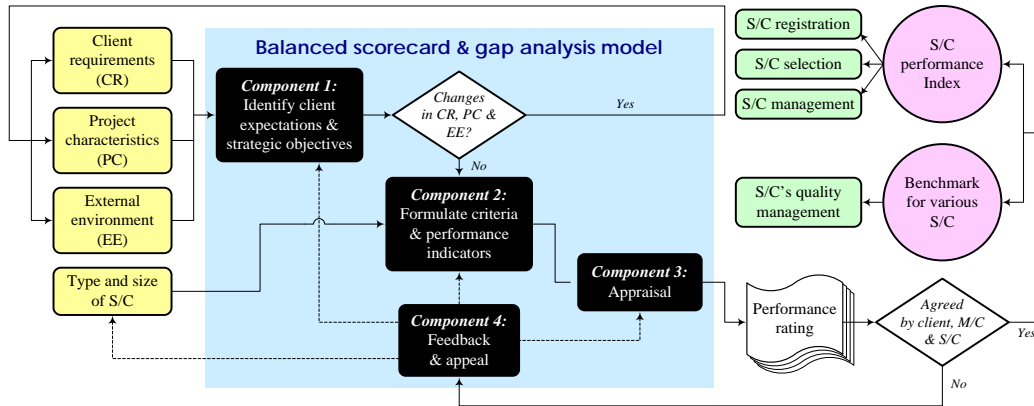 Client
requirements
(CR)
Project
characteristics
(PC)
External
environment
(EE)
Type and size
of S/C
Balanced scorecard & gap analysis model
Component 1:
Identify client
expectations &
strategic objectives
Changes
in CR, PC &
EE?
Yes
No
Component 2:
Formulate criteria
& performance
indicators
Component 3:
Appraisal
Component 4:
Feedback
& appeal
S/C registration
S/C selection
S/C management
S/C
performance
Index
S/C's quality
management
Benchmark
for various
S/C
Performance
rating
Agreed
by client, M/C
& S/C
Yes
No